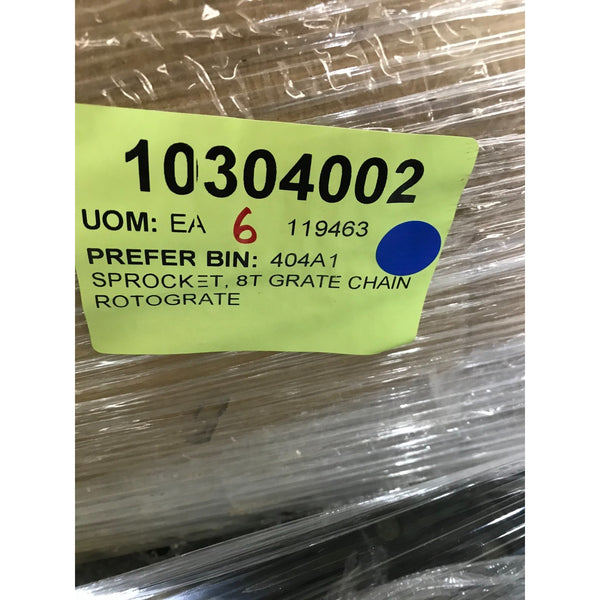 10304002
UOM: EA 6 119463
PREFER BIN: 404A1
SPROCKET, 8T GRATE CHAIN
ROTOGRATE